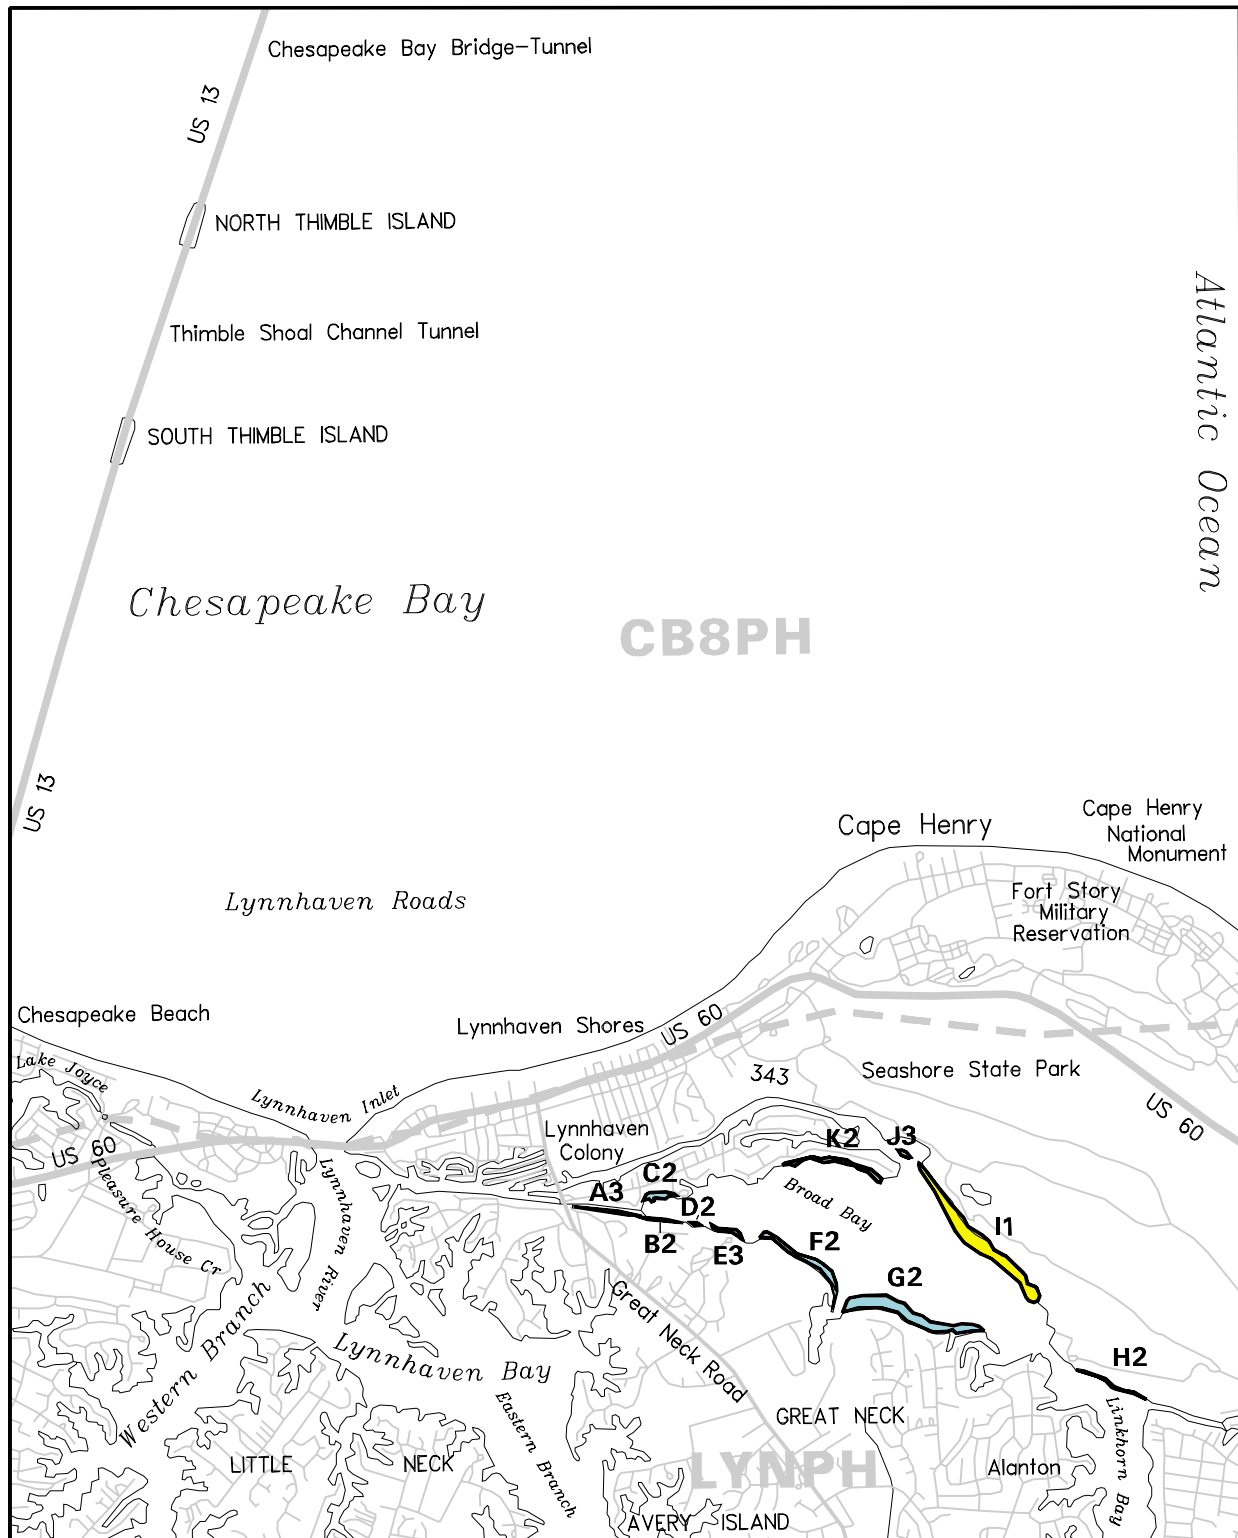 Chesapeake Bay Bridge-Tunnel
US 13
NORTH THIMBLE ISLAND
Thimble Shoal Channel Tunnel
SOUTH THIMBLE ISLAND
Atlantic Ocean
Chesapeake Bay
CB8PH
US 13
Cape Henry
Cape Henry
National
Monument
Fort Story
Military
Reservation
Lynnhaven Roads
Chesapeake Beach
Lynnhaven Shores
US 60
Lake Joyce
Lynnhaven Inlet
343
Seashore State Park
US 60
US 60
Lynnhaven
Colony
K2
J3
Pleasure House Cr
Lynnhaven
River
A3
C2
D2
B2
E3
Broad Bay
F2
I1
G2
Great Neck Road
H2
Western Branch
Lynnhaven Bay
Eastern Branch
GREAT NECK
Linkhorn Bay
LITTLE NECK
LYNPH
Alanton
AVERY ISLAND